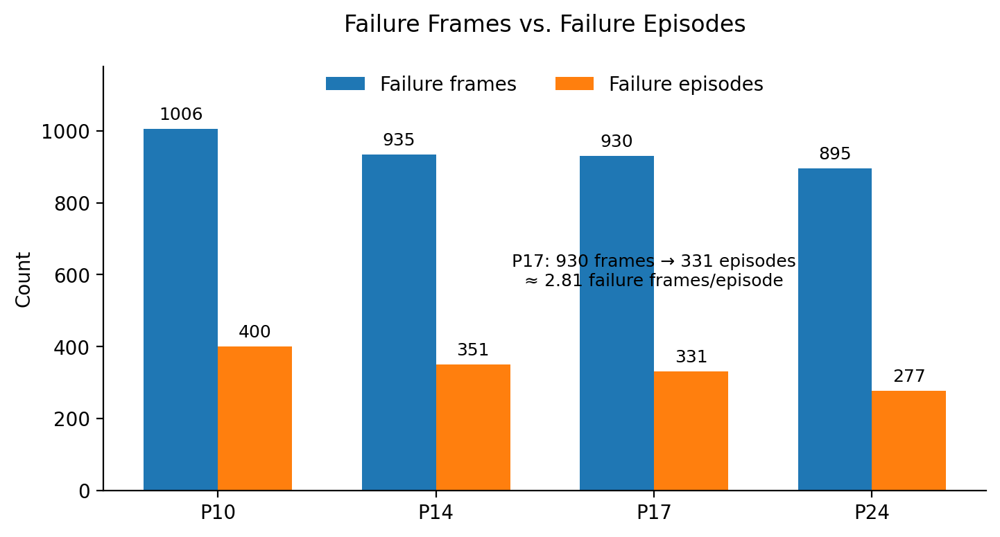 Failure Frames vs. Failure Episodes
Failure frames
Failure episodes
Count
1000
800
600
400
200
0
1006
400
935
351
930
331
895
277
P17: 930 frames → 331 episodes
≈ 2.81 failure frames/episode
P10
P14
P17
P24